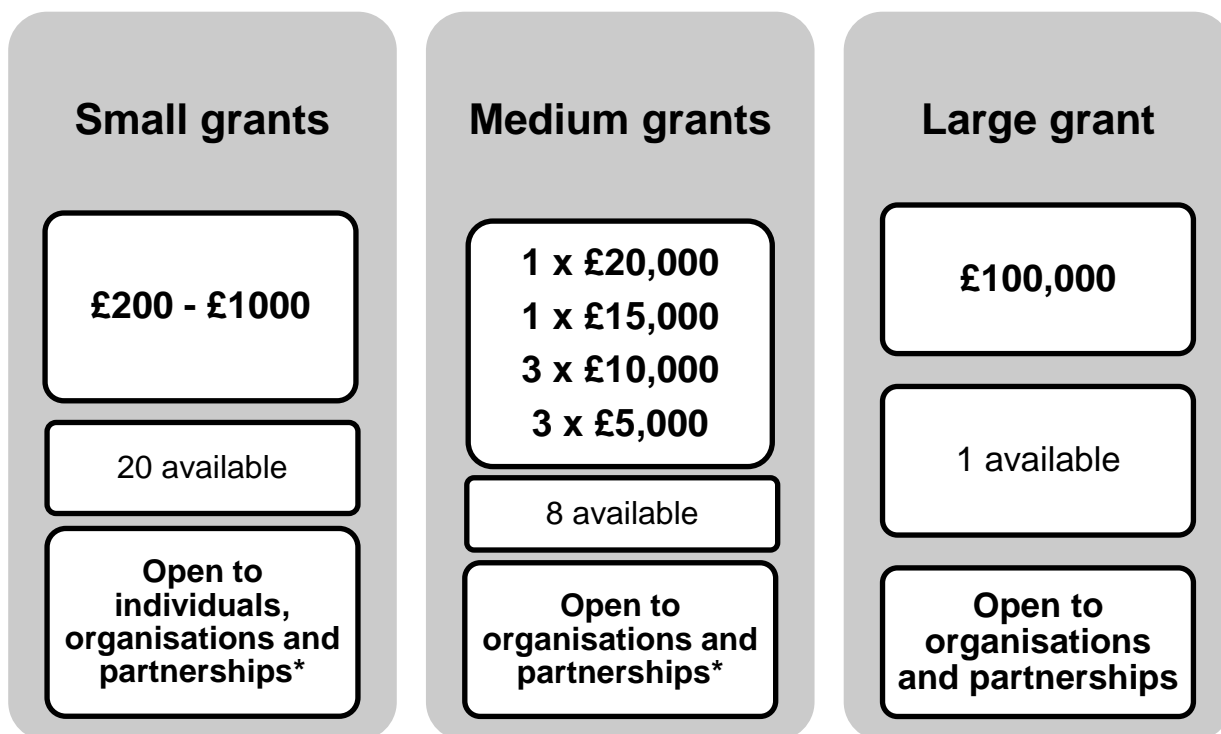 Small grants
£200 - £1000
20 available
Open to
individuals,
organisations and
partnerships*
Medium grants
1 x £20,000
1 x £15,000
3 x £10,000
3 x £5,000
8 available
Open to
organisations and
partnerships*
Large grant
£100,000
1 available
Open to
organisations
and partnerships